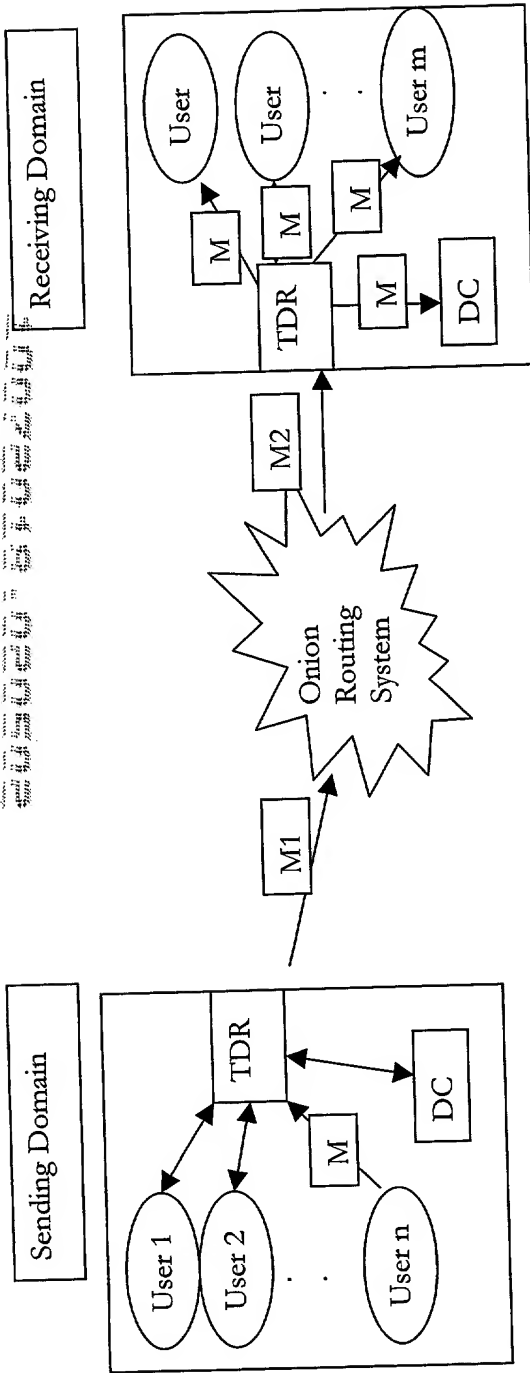 Sending Domain
User 1
User 2
.
.
User n
M
TDR
DC
M1
Onion
Routing
System
M2
Receiving Domain
TDR
M
User
M
User
.
.
M
User m
M
DC